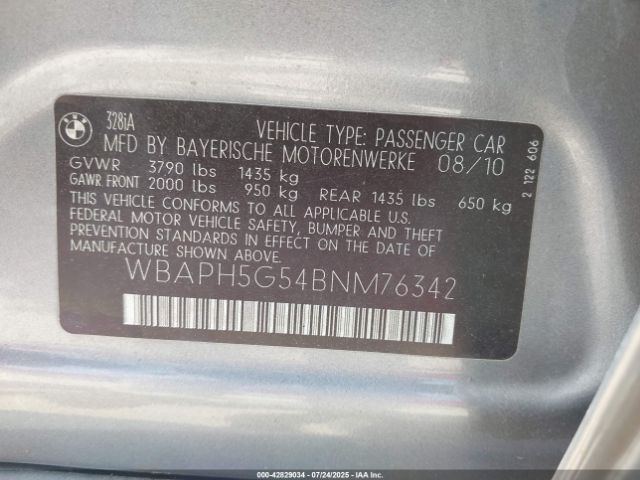 BMW
328iA
VEHICLE TYPE: PASSENGER CAR
MFD BY BAYERISCHE MOTORENWERKE 08/10
GVWR 3790 lbs 1435 kg
GAWR FRONT 2000 lbs 950 kg REAR 1435 lbs 650 kg
THIS VEHICLE CONFORMS TO ALL APPLICABLE U.S.
FEDERAL MOTOR VEHICLE SAFETY, BUMPER AND THEFT
PREVENTION STANDARDS IN EFFECT ON THE DATE OF
MANUFACTURE SHOWN ABOVE.
WBAPH5G54BNM76342
2 122 606
000-42829034 07/24/2025 IAA, Inc.